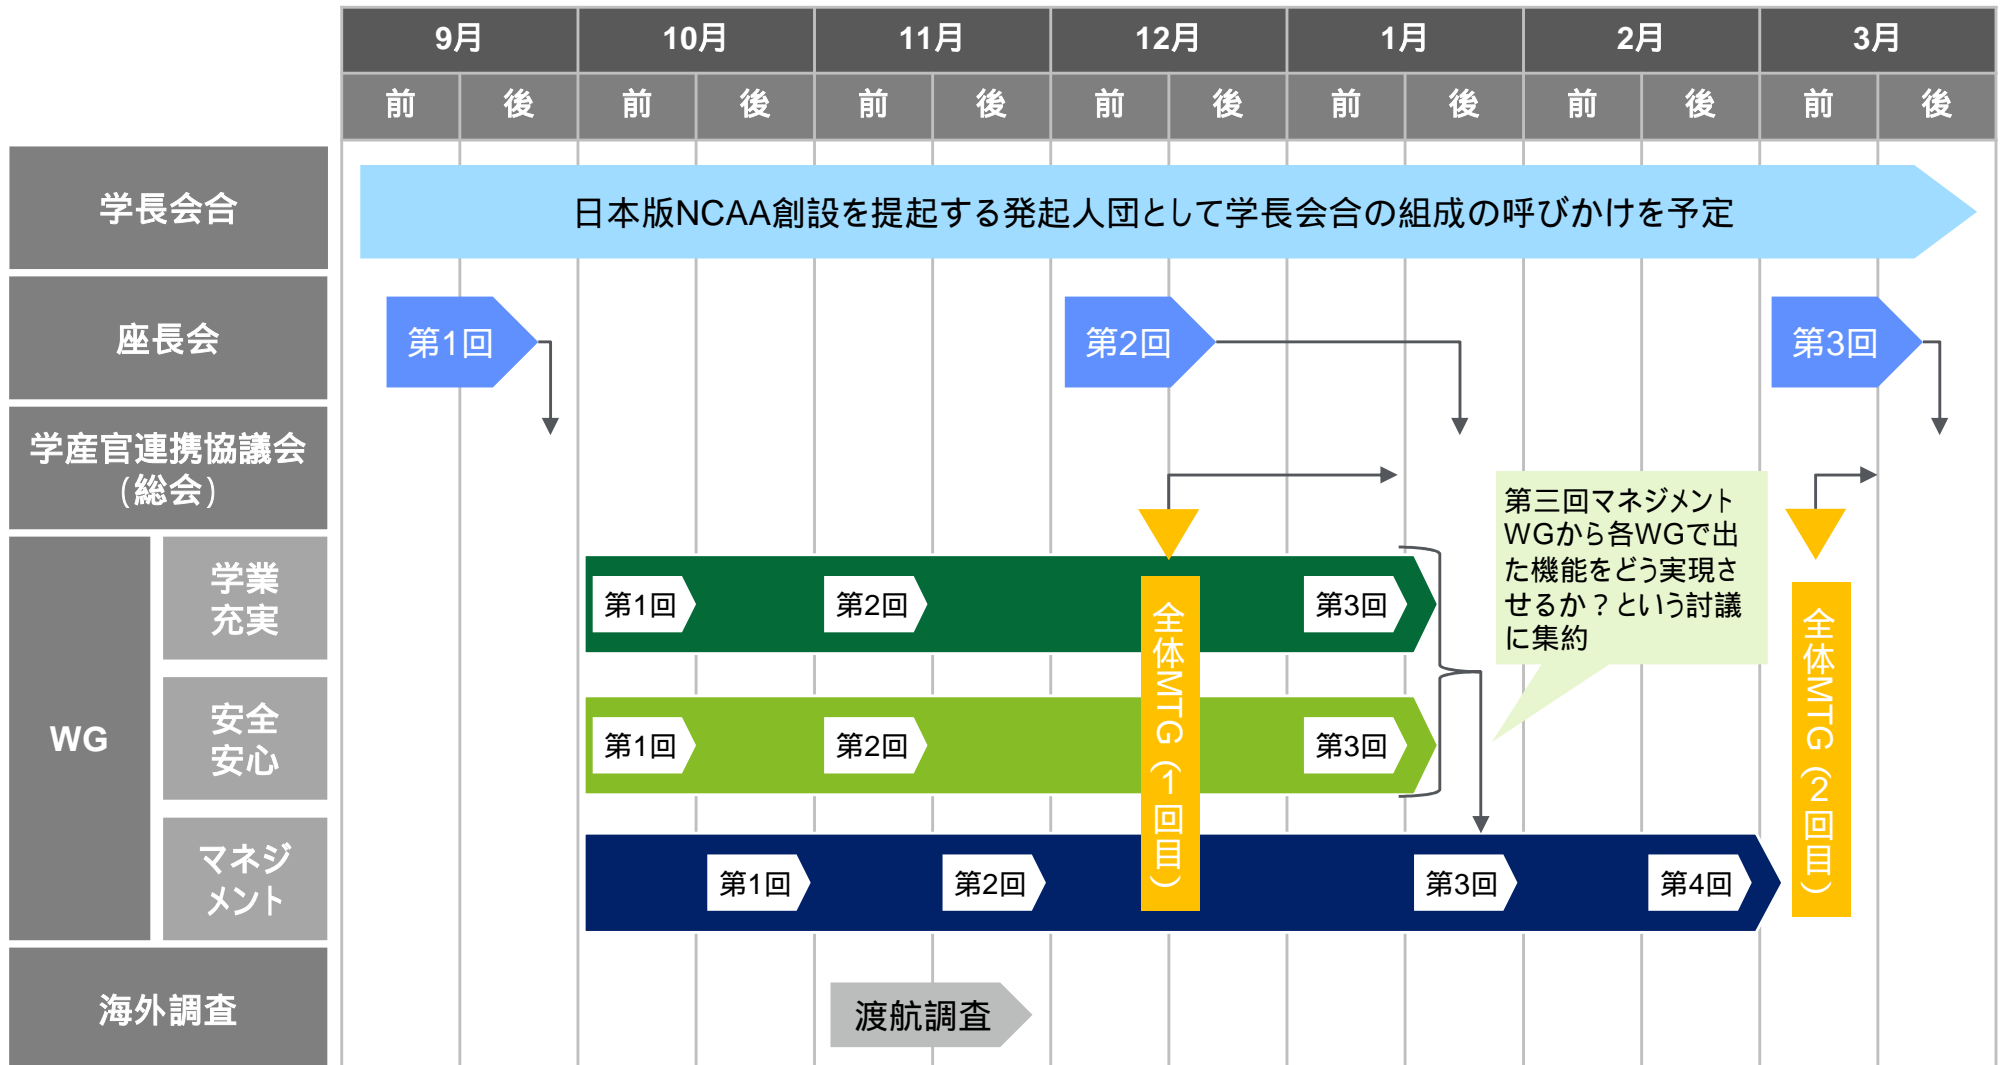 9月 10月 11月 12月 1月 2月 3月
前 後 前 後 前 後 前 後 前 後 前 後 前 後
学長会合
日本版NCAA創設を提起する発起人団として学長会合の組成の呼びかけを予定
座長会
第1回
第2回
第3回
学産官連携協議会
(総会)
第三回マネジメント
WGから各WGで出
た機能をどう実現さ
せるか？という討議
に集約
WG
学業
充実
第1回
第2回
第3回
安全
安心
第1回
第2回
第3回
マネジ
メント
第1回
第2回
第3回
第4回
全体MTG（1回目）
全体MTG（2回目）
海外調査
渡航調査